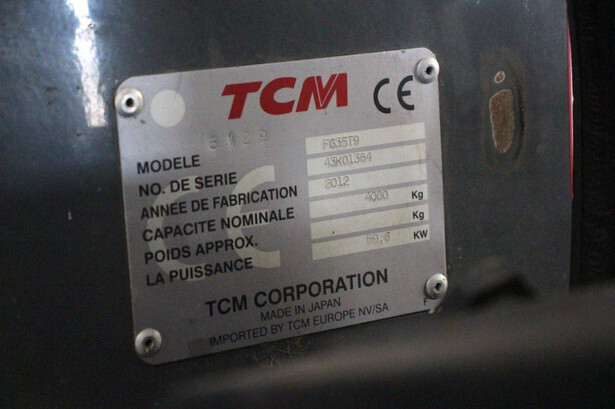 TCM CE
MODELE FG35T9
NO. DE SERIE 43K01364
ANNEE DE FABRICATION 2012
CAPACITE NOMINALE 4000 Kg
POIDS APPROX. Kg
LA PUISSANCE KW
TCM CORPORATION
MADE IN JAPAN
IMPORTED BY TCM EUROPE NV/SA F